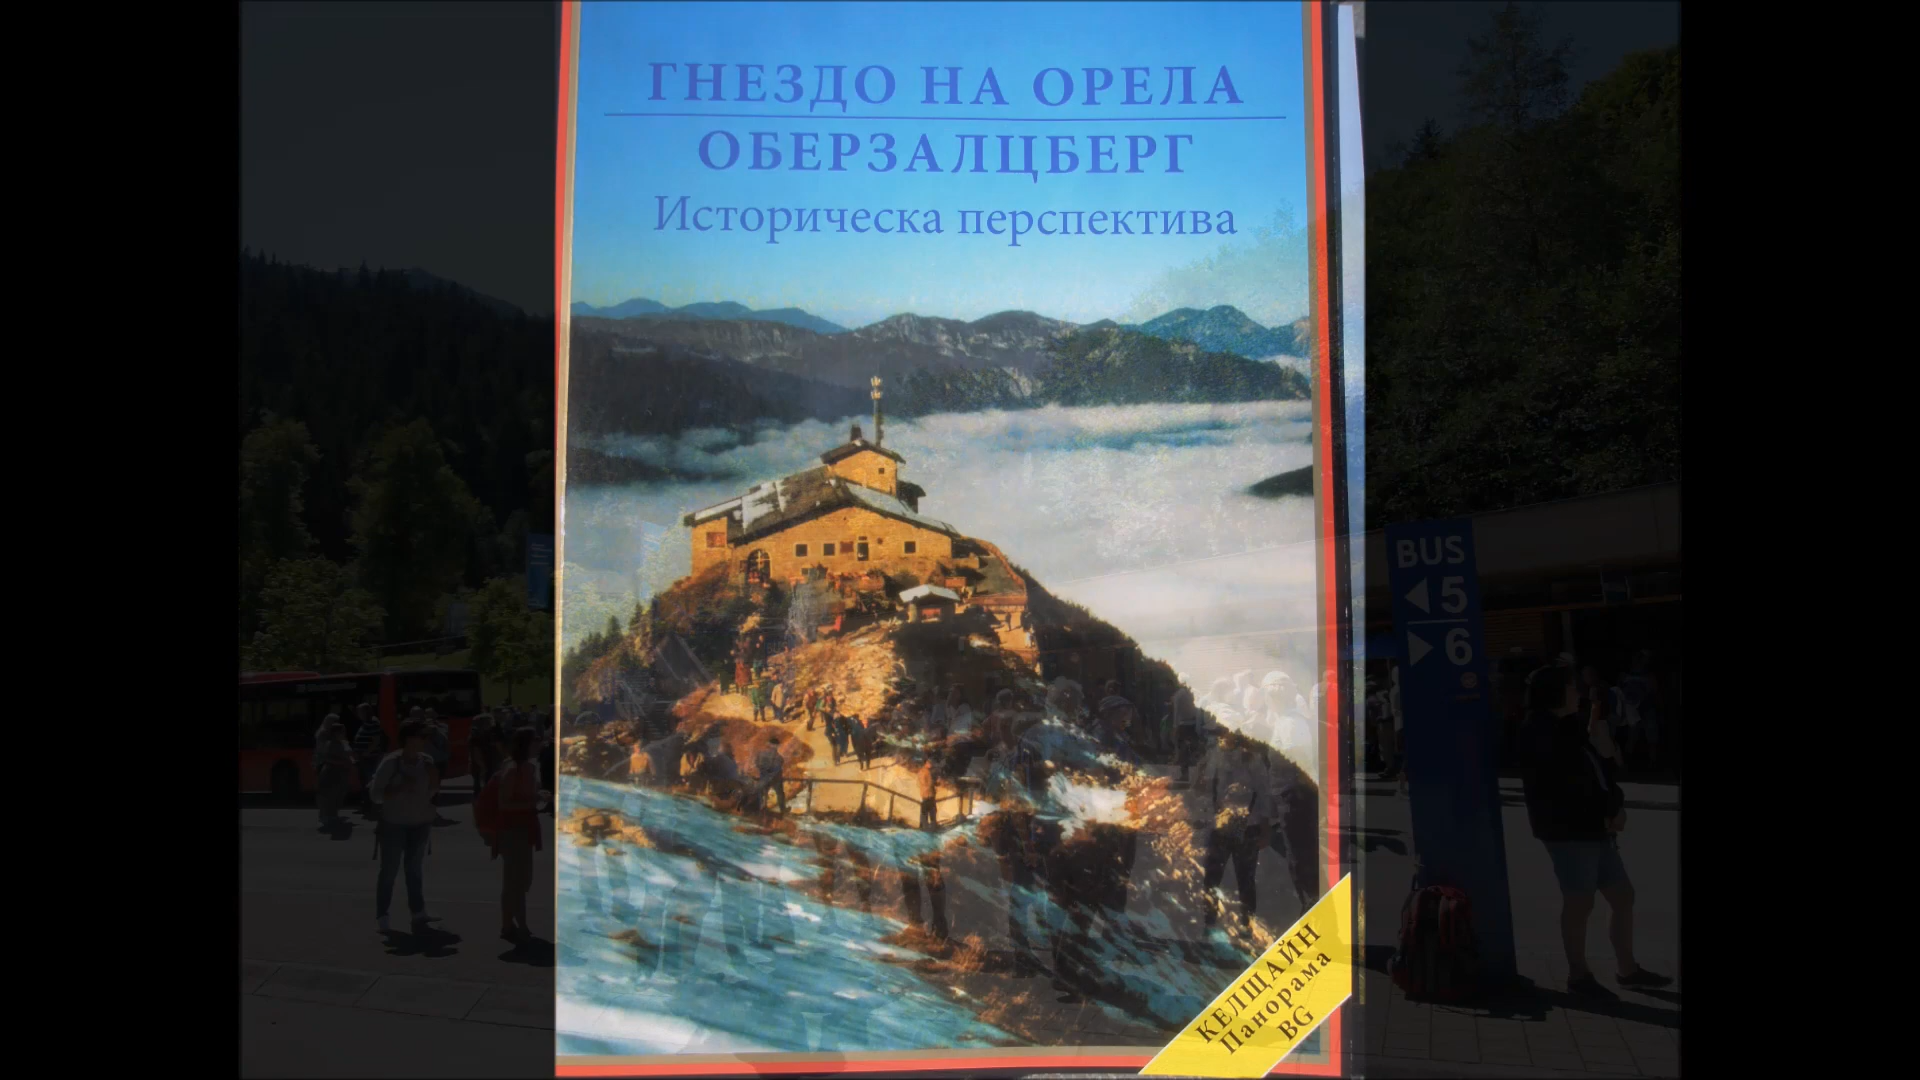 ГНЕЗДО НА ОРЕЛА
ОБЕРЗАЛЦБЕРГ
Историческа перспектива
КЕЛЩАЙН
Панорама
BG
BUS
5
6